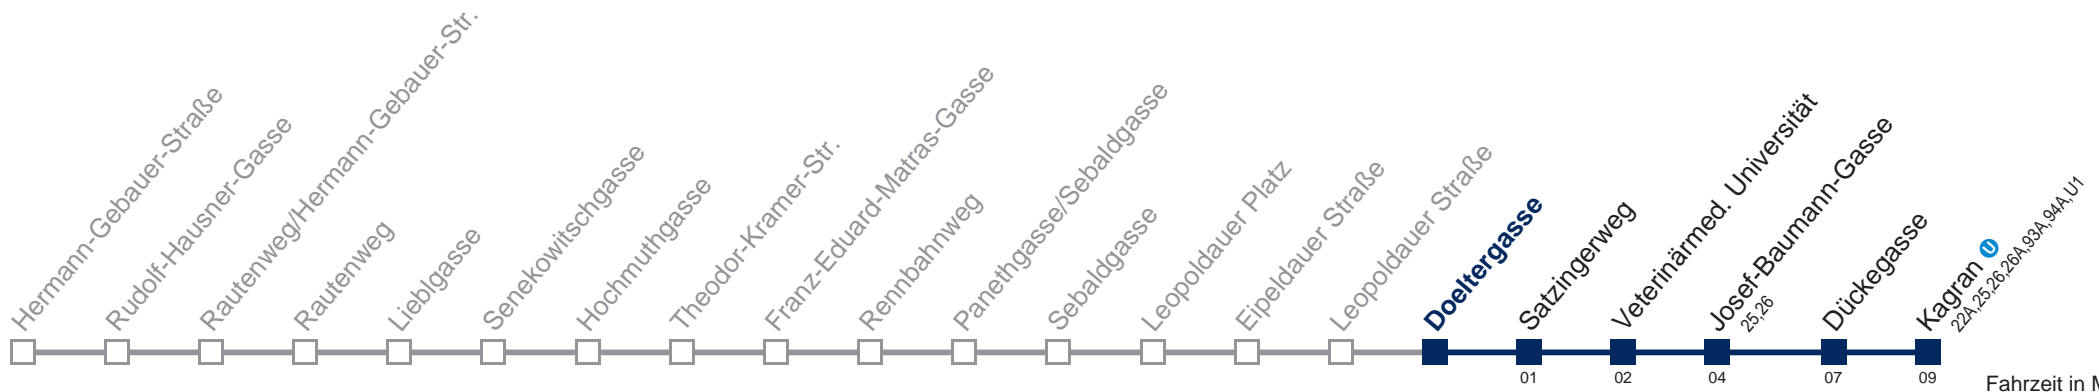 Hermann-Gebauer-Straße
Rudolf-Hausner-Gasse
Rautenweg/Hermann-Gebauer-Str.
Rautenweg
Lieblgasse
Senekowitschgasse
Hochmuthgasse
Theodor-Kramer-Str.
Franz-Eduard-Matras-Gasse
Rennbahnweg
Panethgasse/Sebaldgasse
Sebaldgasse
Leopoldauer Platz
Eipeldauer Straße
Leopoldauer Straße
Doeltergasse
Satzingerweg
Veterinärmed. Universität
Josef-Baumann-Gasse
25,26
Dückegasse
Kagran U
22A,25,26,26A,93A,94A,U1
01 02 04 07 09
Fahrzeit in M